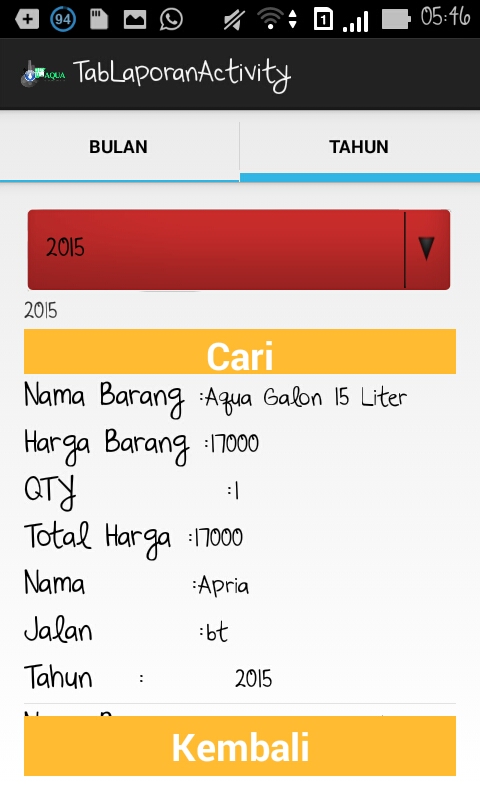 94
1
05:46
AQUA
TabLaporanActivity
BULAN
TAHUN
2015
2015
Cari
Nama Barang :Aqua Galon 15 Liter
Harga Barang :17000
QTY :1
Total Harga :17000
Nama :Apria
Jalan :bt
Tahun : 2015
Kembali